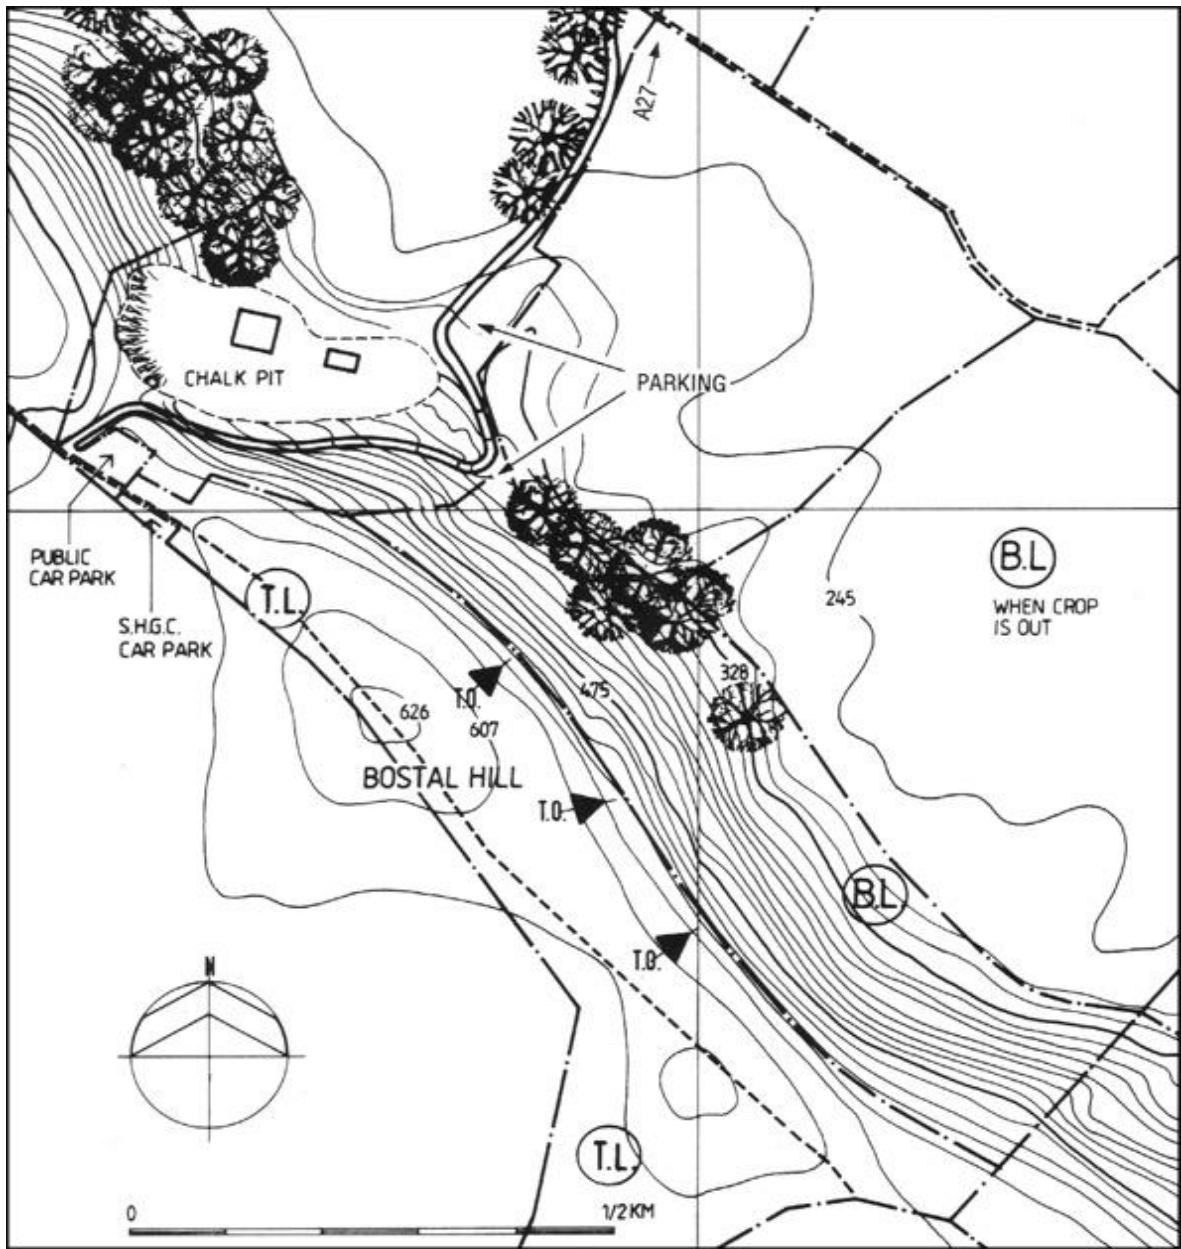 A27
CHALK PIT
PARKING
PUBLIC
CAR PARK
S.H.G.C.
CAR PARK
T.L.
B.L
WHEN CROP
IS OUT
245
328
475
626
607
T.O.
BOSTAL HILL
T.O.
B.L.
T.O.
N
T.L.
0
1/2 KM